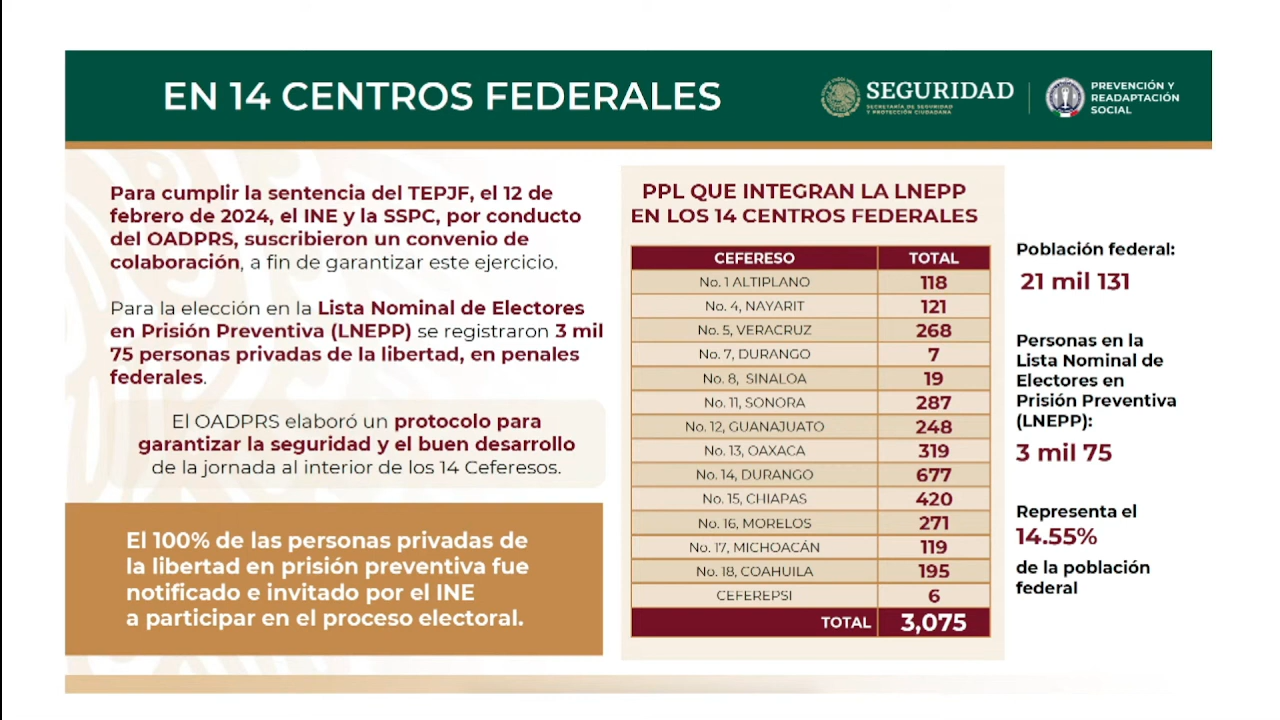 EN 14 CENTROS FEDERALES
SEGURIDAD
SECRETARÍA DE SEGURIDAD
Y PROTECCIÓN CIUDADANA
PREVENCIÓN Y
READAPTACIÓN
SOCIAL
Para cumplir la sentencia del TEPJF, el 12 de
febrero de 2024, el INE y la SSPC, por conducto
del OADPRS, suscribieron un convenio de
colaboración, a fin de garantizar este ejercicio.
Para la elección en la Lista Nominal de Electores
en Prisión Preventiva (LNEPP) se registraron 3 mil
75 personas privadas de la libertad, en penales
federales.
El OADPRS elaboró un protocolo para
garantizar la seguridad y el buen desarrollo
de la jornada al interior de los 14 Ceferesos.
El 100% de las personas privadas de
la libertad en prisión preventiva fue
notificado e invitado por el INE
a participar en el proceso electoral.
PPL QUE INTEGRAN LA LNEPP
EN LOS 14 CENTROS FEDERALES
CEFERESO TOTAL
No. 1 ALTIPLANO 118
No. 4, NAYARIT 121
No. 5, VERACRUZ 268
No. 7, DURANGO 7
No. 8, SINALOA 19
No. 11, SONORA 287
No. 12, GUANAJUATO 248
No. 13, OAXACA 319
No. 14, DURANGO 677
No. 15, CHIAPAS 420
No. 16, MORELOS 271
No. 17, MICHOACÁN 119
No. 18, COAHUILA 195
CEFEREPSI 6
TOTAL 3,075
Población federal:
21 mil 131
Personas en la
Lista Nominal de
Electores en
Prisión Preventiva
(LNEPP):
3 mil 75
Representa el
14.55%
de la población
federal